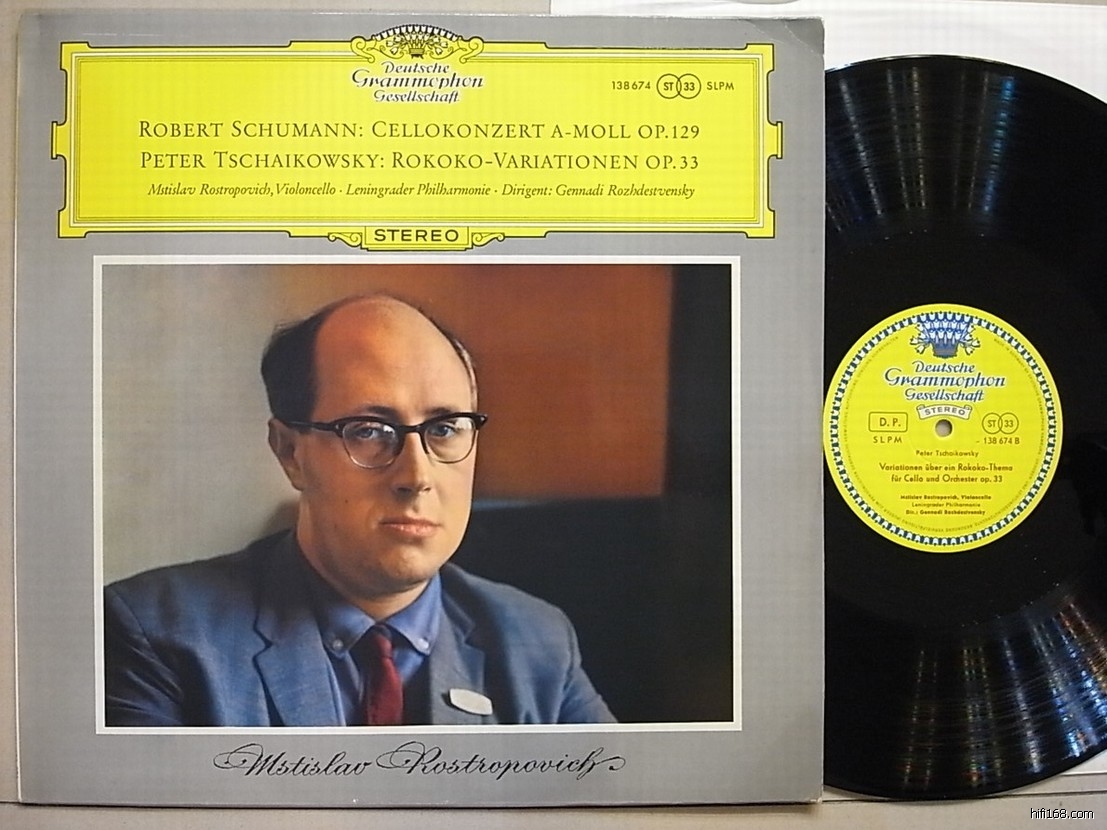 Deutsche
Grammophon
Gesellschaft
138 674 ST 33 SLPM
ROBERT SCHUMANN: CELLOKONZERT A-MOLL OP. 129
PETER TSCHAIKOWSKY: ROKOKO-VARIATIONEN OP. 33
Mstislav Rostropovich, Violoncello · Leningrader Philharmonie · Dirigent: Gennadi Rozhdestvensky
STEREO
Mstislav Rostropovich
Deutsche
Grammophon
Gesellschaft
STEREO
D. P. ST 33
SLPM 138 674 B
Peter Tschaikowsky
Variationen über ein Rokoko-Thema
für Cello und Orchester op. 33
Mstislav Rostropovich, Violoncello
Leningrader Philharmonie
Dir.: Gennadi Rozhdestvensky
hifi168.com